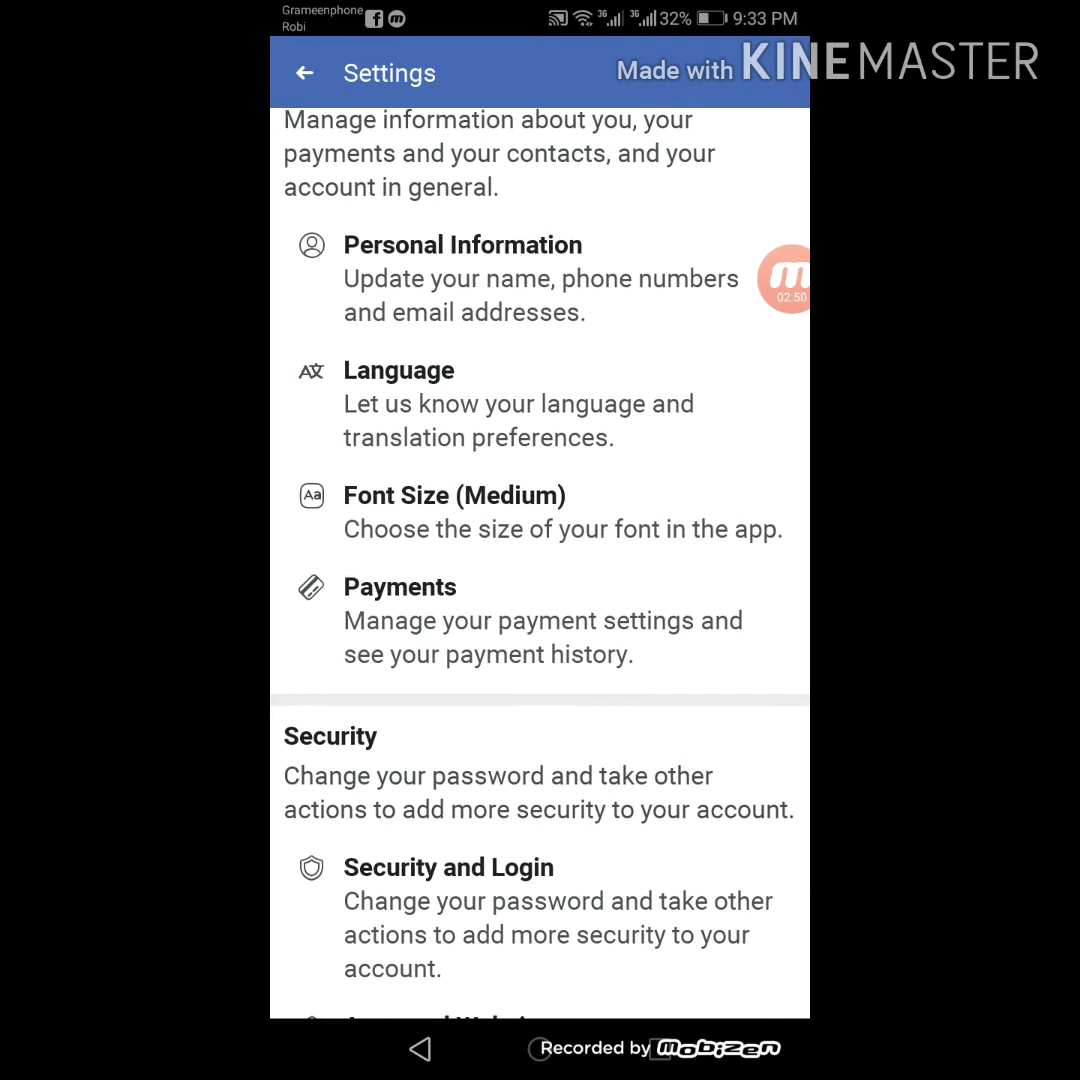 Grameenphone
Robi
3G 3G 32% 9:33 PM
Settings
Made with KINEMASTER
Manage information about you, your
payments and your contacts, and your
account in general.
Personal Information
Update your name, phone numbers
and email addresses.
02:50
Language
Let us know your language and
translation preferences.
Aa
Font Size (Medium)
Choose the size of your font in the app.
Payments
Manage your payment settings and
see your payment history.
Security
Change your password and take other
actions to add more security to your account.
Security and Login
Change your password and take other
actions to add more security to your
account.
Recorded by mobizen